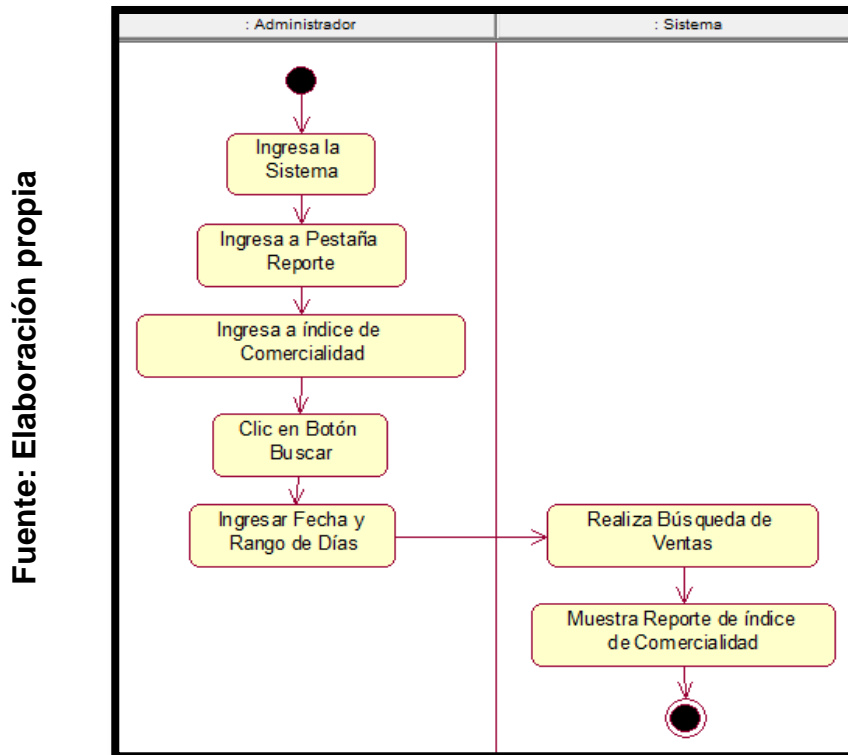 : Administrador
: Sistema
Ingresa la
Sistema
Ingresa a Pestaña
Reporte
Ingresa a índice de
Comercialidad
Clic en Botón
Buscar
Ingresar Fecha y
Rango de Días
Realiza Búsqueda de
Ventas
Muestra Reporte de índice
de Comercialidad
Fuente: Elaboración propia